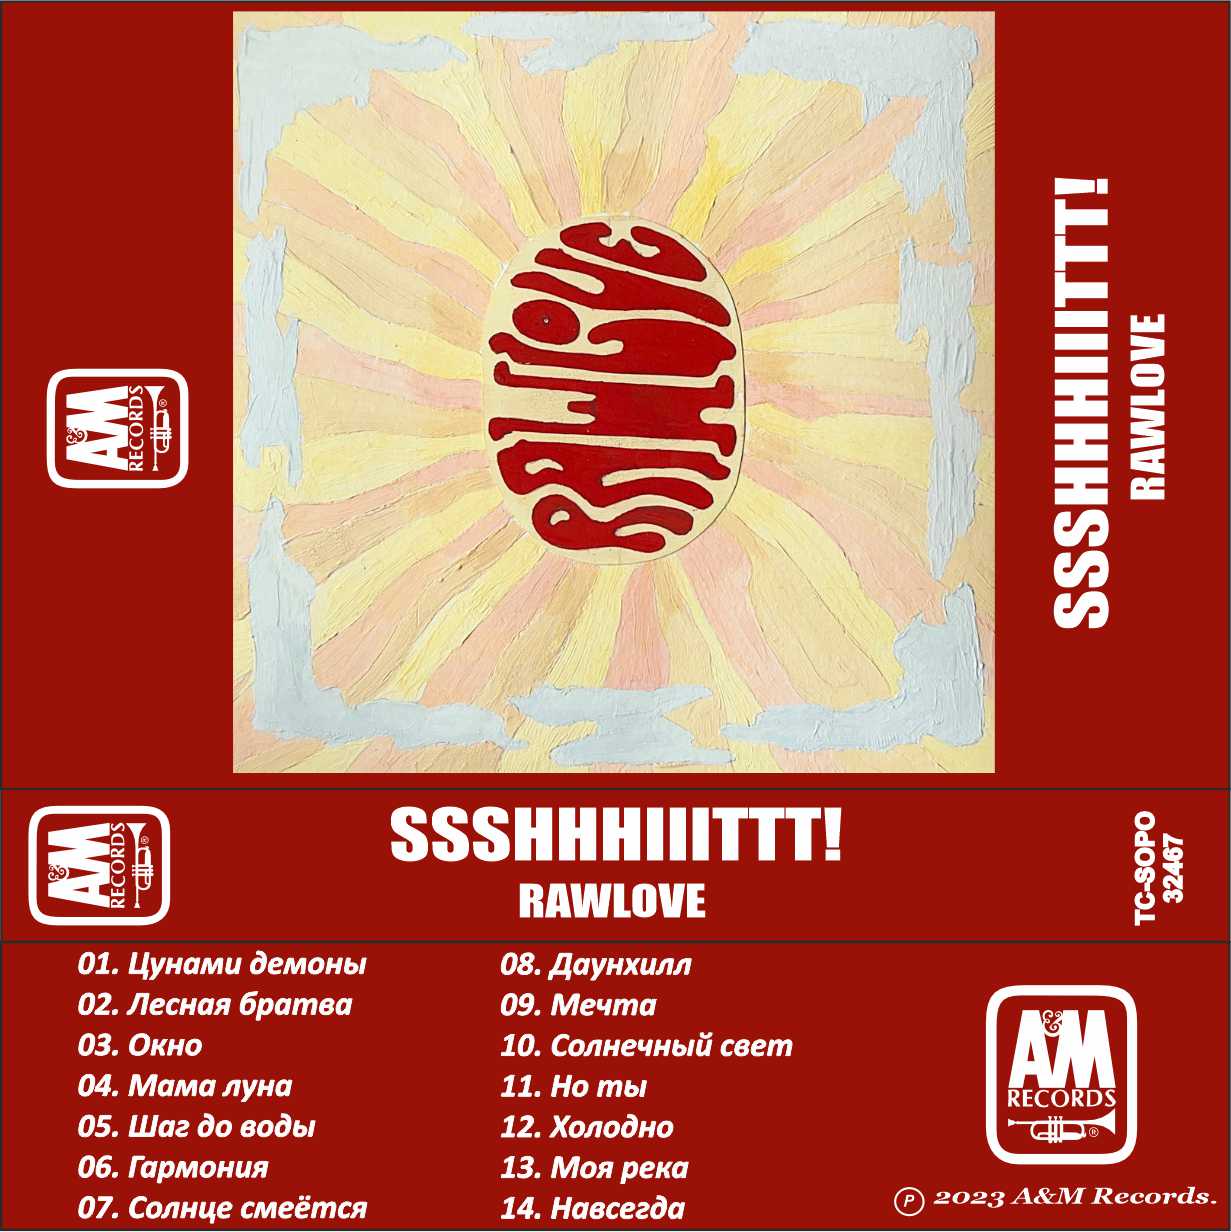 RAWLOVE
SSSHHHIIITTT!
RAWLOVE
A&M
RECORDS
®
A&M
RECORDS
®
SSSHHHIIITTT!
RAWLOVE
TC-SOPO
32467
01. Цунами демоны
02. Лесная братва
03. Окно
04. Мама луна
05. Шаг до воды
06. Гармония
07. Солнце смеётся
08. Даунхилл
09. Мечта
10. Солнечный свет
11. Но ты
12. Холодно
13. Моя река
14. Навсегда
A&M
RECORDS
®
Ⓟ 2023 A&M Records.